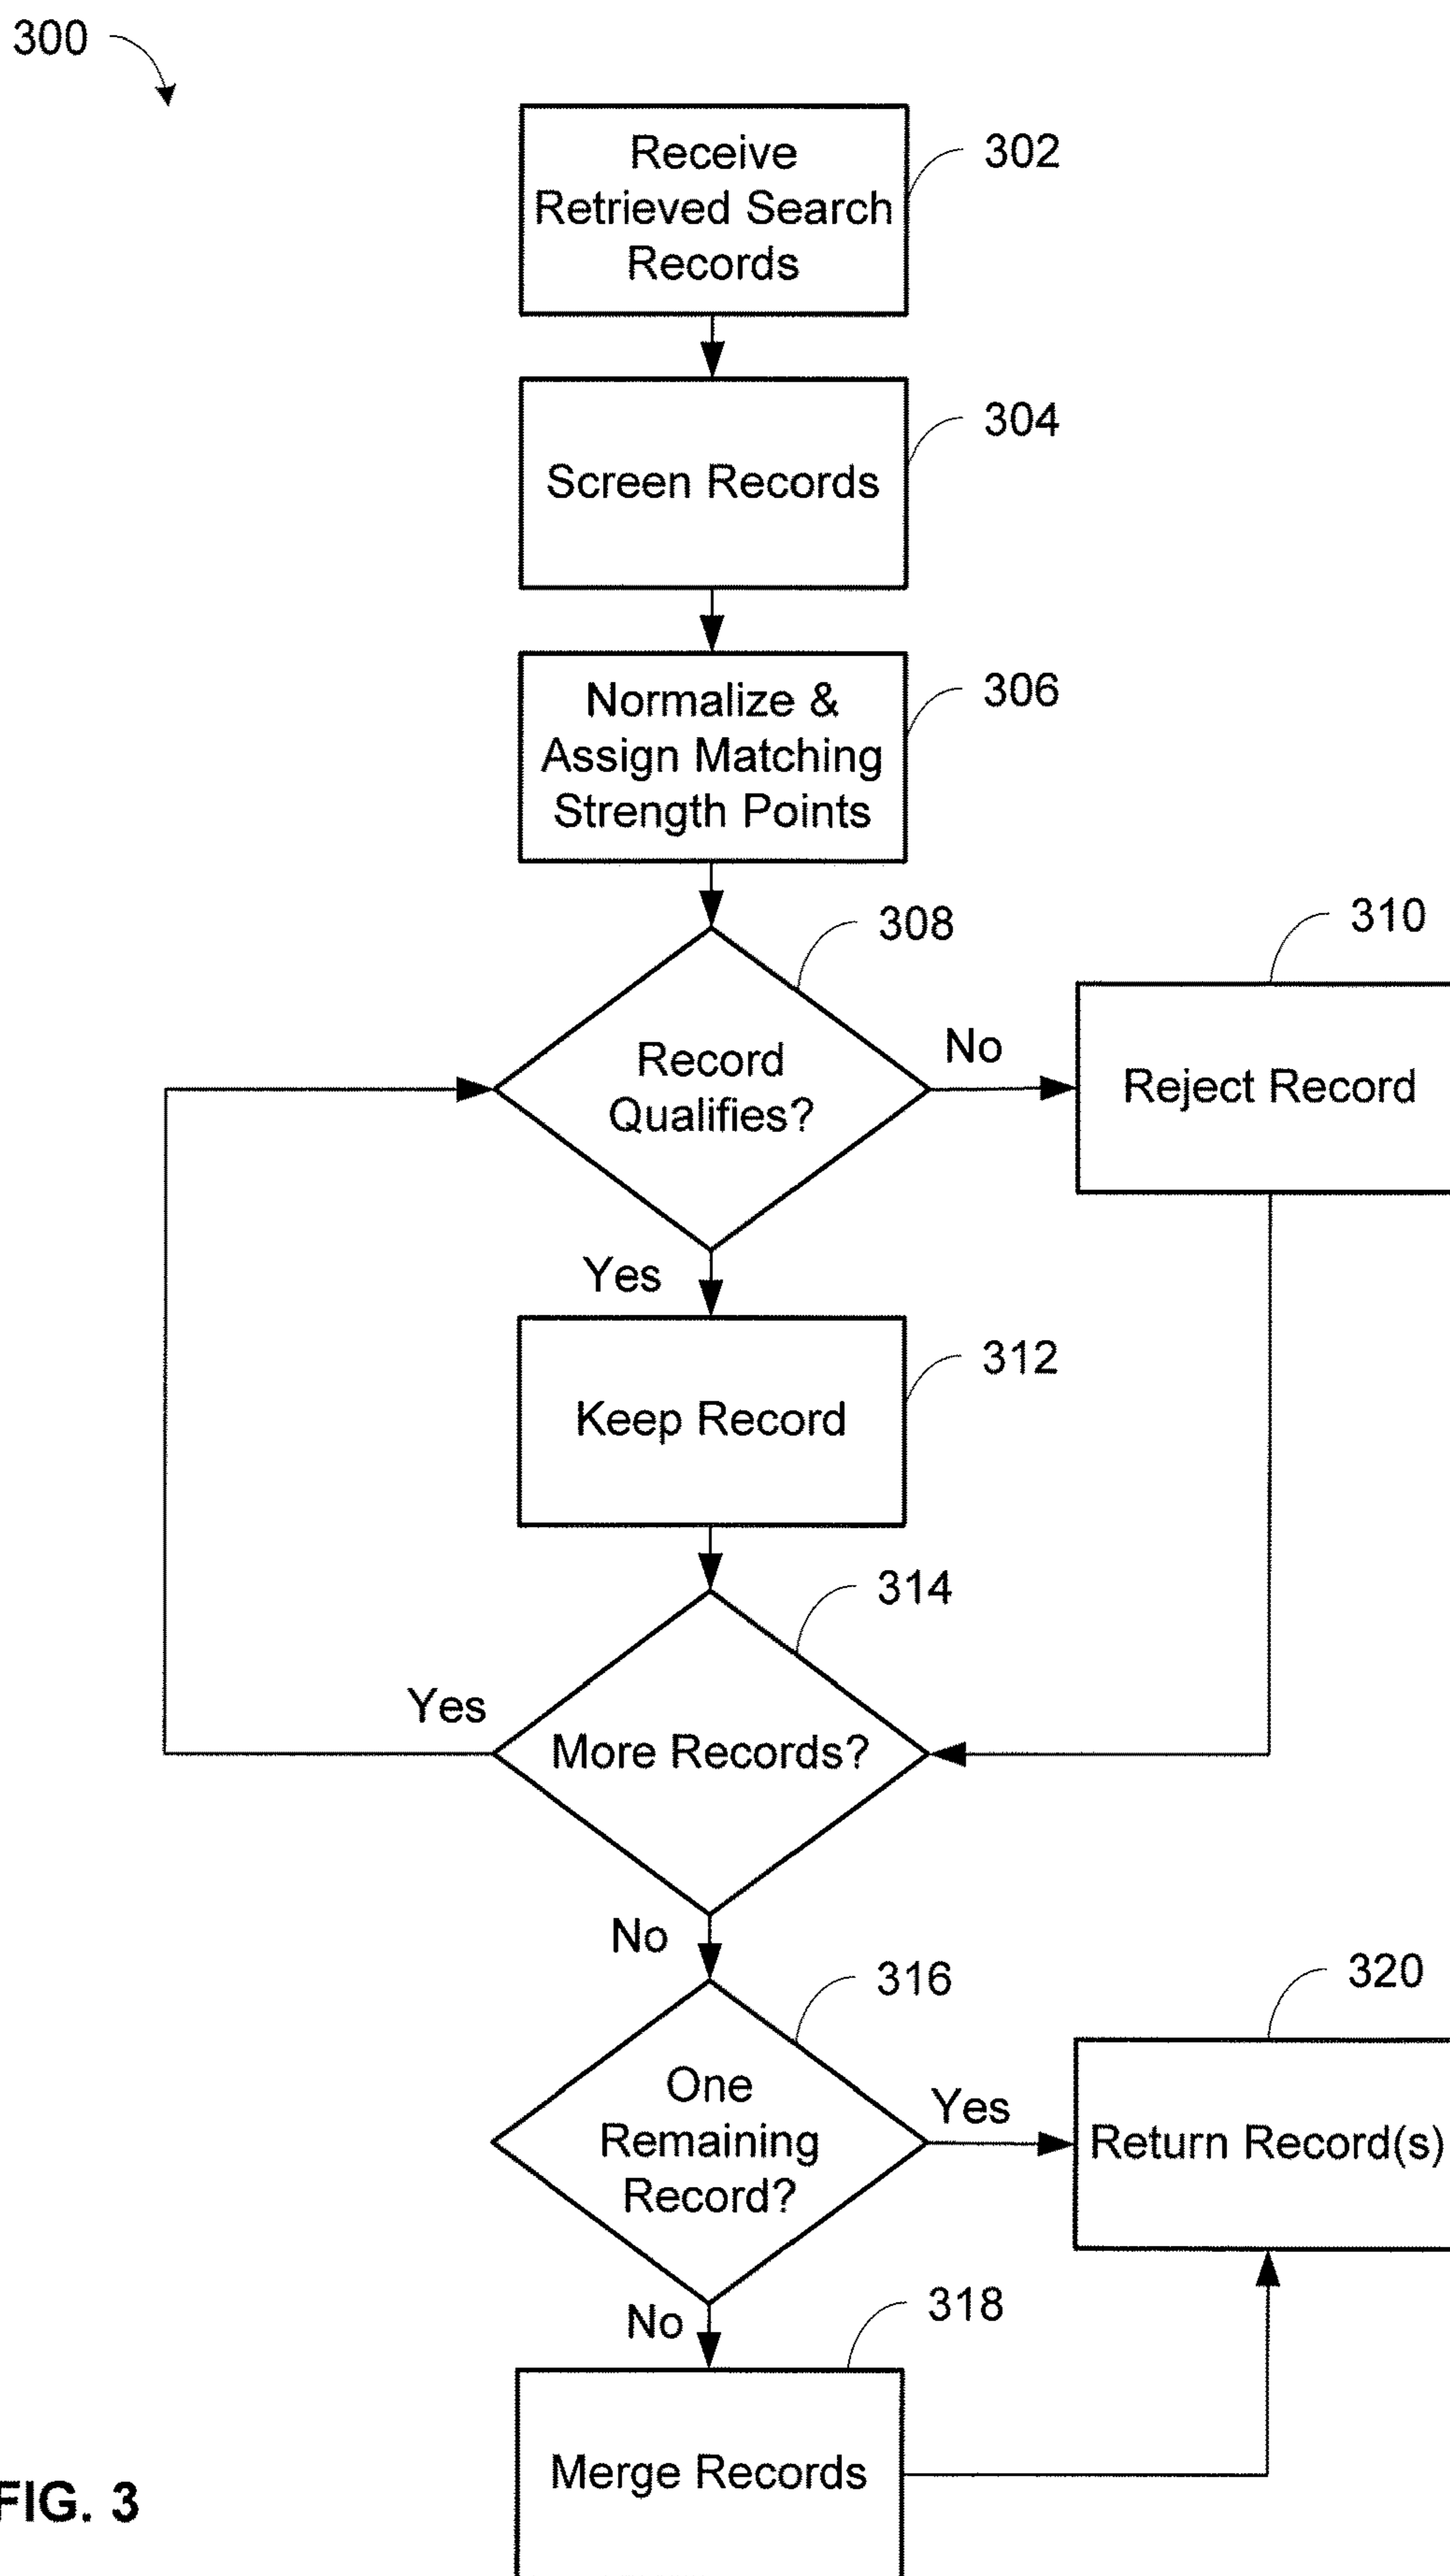 300
Receive
Retrieved Search
Records
302
Screen Records
304
Normalize &
Assign Matching
Strength Points
306
308
Record
Qualifies?
No
310
Reject Record
Yes
Keep Record
312
314
More Records?
Yes
No
316
One
Remaining
Record?
Yes
320
Return Record(s)
No
318
Merge Records
FIG. 3